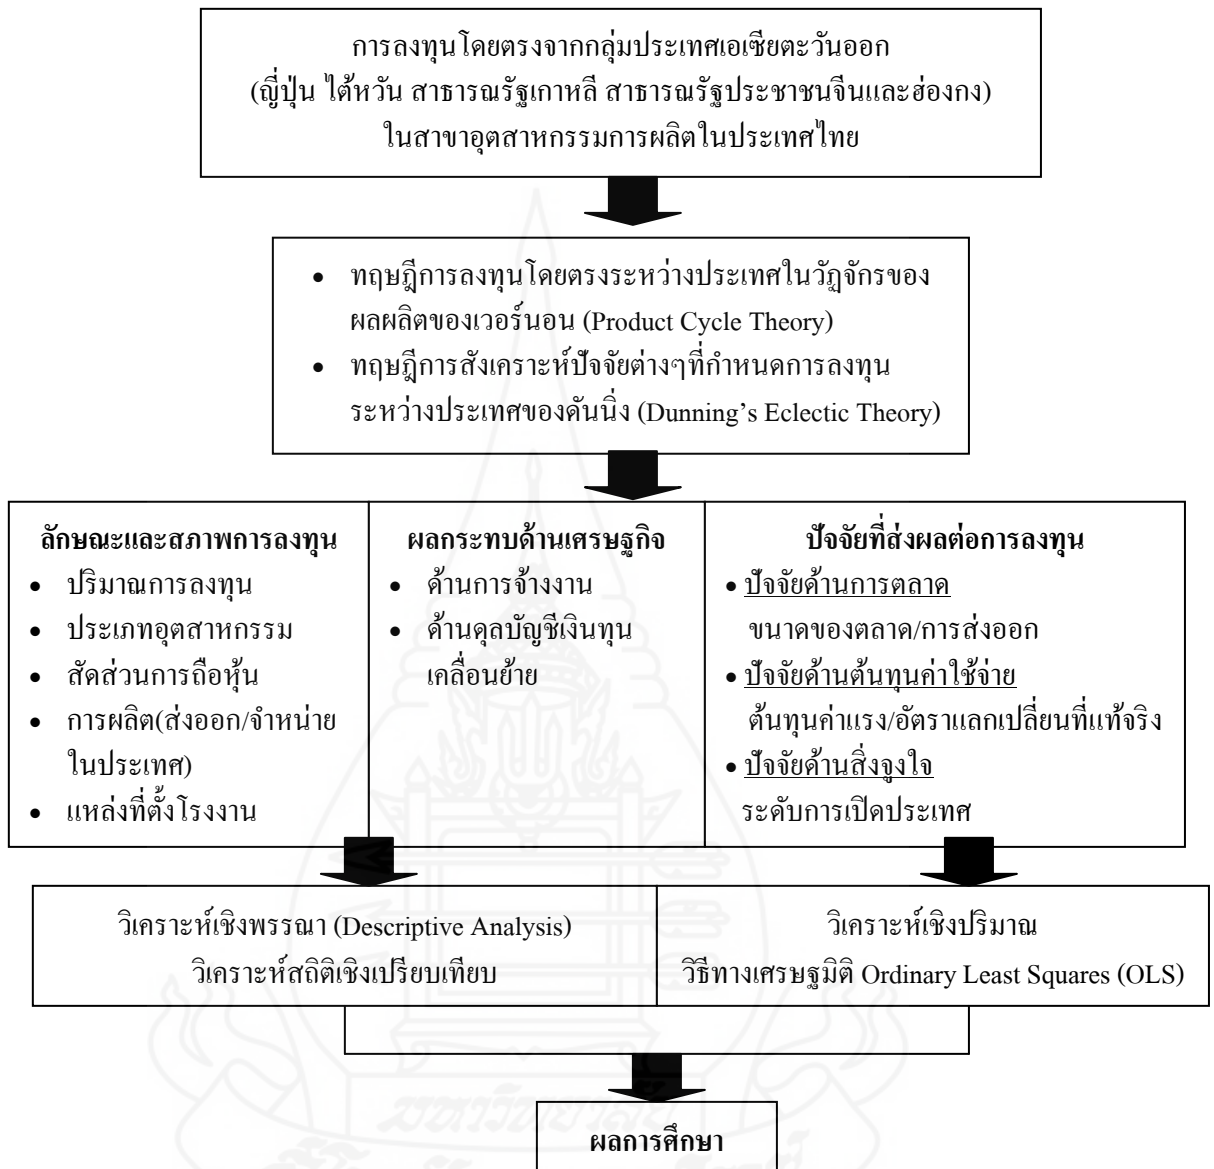 การลงทุนโดยตรงจากกลุ่มประเทศเอเซียตะวันออก
(ญี่ปุ่น ไต้หวัน สาธารณรัฐเกาหลี สาธารณรัฐประชาชนจีนและฮ่องกง)
ในสาขาอุตสาหกรรมการผลิตในประเทศไทย
• ทฤษฎีการลงทุนโดยตรงระหว่างประเทศในวัฏจักรของ
ผลผลิตของเวอร์นอน (Product Cycle Theory)
• ทฤษฎีการสังเคราะห์ปัจจัยต่างๆที่กำหนดการลงทุน
ระหว่างประเทศของดันนิ่ง (Dunning’s Eclectic Theory)
ลักษณะและสภาพการลงทุน
• ปริมาณการลงทุน
• ประเภทอุตสาหกรรม
• สัดส่วนการถือหุ้น
• การผลิต(ส่งออก/จำหน่าย
ในประเทศ)
• แหล่งที่ตั้งโรงงาน
ผลกระทบด้านเศรษฐกิจ
• ด้านการจ้างงาน
• ด้านดุลบัญชีเงินทุน
เคลื่อนย้าย
ปัจจัยที่ส่งผลต่อการลงทุน
• ปัจจัยด้านการตลาด
ขนาดของตลาด/การส่งออก
• ปัจจัยด้านต้นทุนค่าใช้จ่าย
ต้นทุนค่าแรง/อัตราแลกเปลี่ยนที่แท้จริง
• ปัจจัยด้านสิ่งจูงใจ
ระดับการเปิดประเทศ
วิเคราะห์เชิงพรรณา (Descriptive Analysis)
วิเคราะห์สถิติเชิงเปรียบเทียบ
วิเคราะห์เชิงปริมาณ
วิธีทางเศรษฐมิติ Ordinary Least Squares (OLS)
ผลการศึกษา